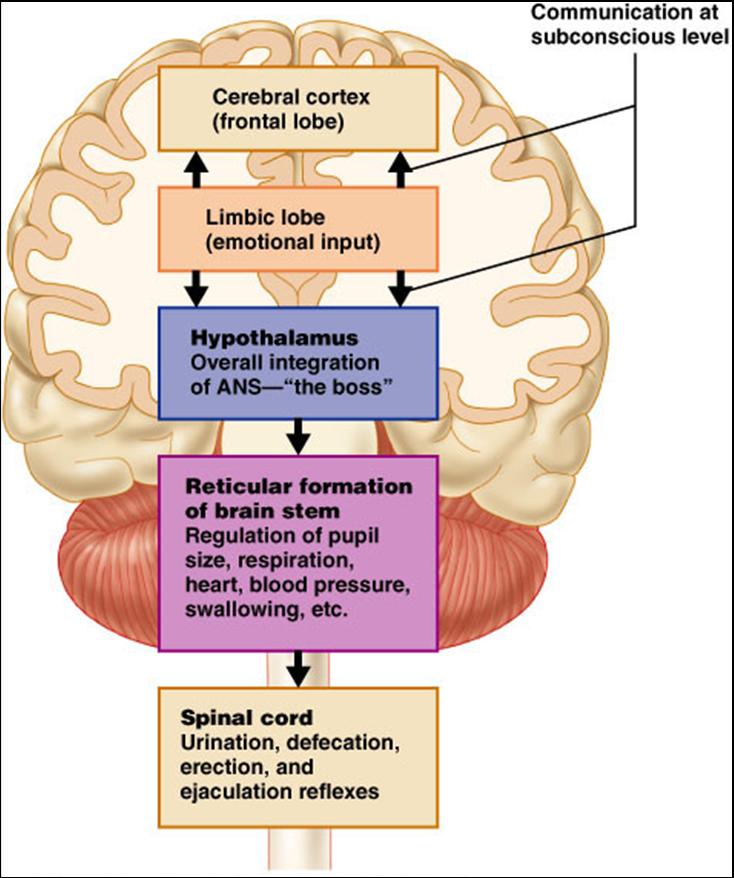 Communication at
subconscious level
Cerebral cortex
(frontal lobe)
Limbic lobe
(emotional input)
Hypothalamus
Overall integration
of ANS—“the boss”
Reticular formation
of brain stem
Regulation of pupil
size, respiration,
heart, blood pressure,
swallowing, etc.
Spinal cord
Urination, defecation,
erection, and
ejaculation reflexes